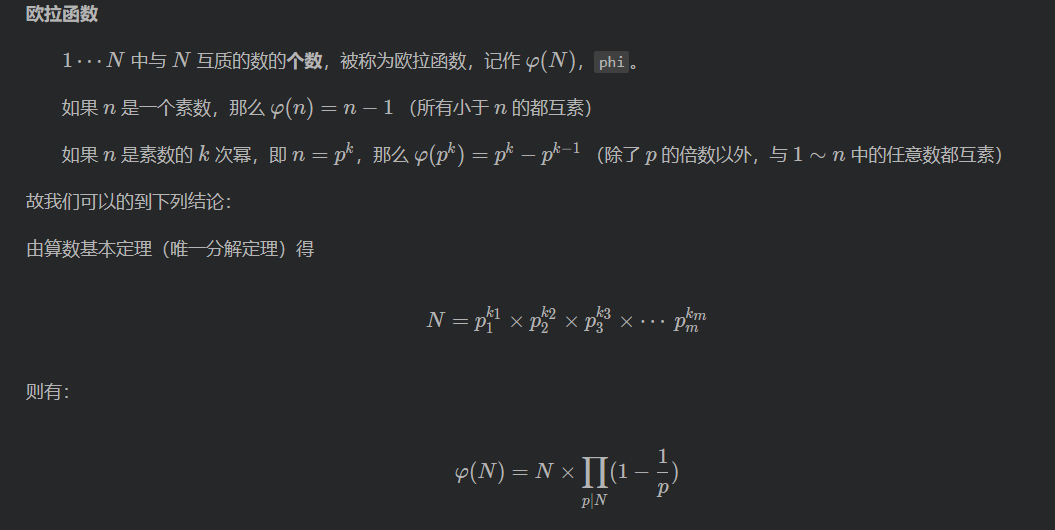 欧拉函数
1⋯N 中与 N 互质的数的个数，被称为欧拉函数，记作 φ(N)，phi。
如果 n 是一个素数，那么 φ(n) = n − 1 （所有小于 n 的都互素）
如果 n 是素数的 k 次幂，即 n = p^k，那么 φ(p^k) = p^k − p^{k−1} （除了 p 的倍数以外，与 1 ∼ n 中的任意数都互素）
故我们可以的到下列结论：
由算数基本定理（唯一分解定理）得
N = p_1^{k1} × p_2^{k2} × p_3^{k3} × ⋯ p_m^{k_m}
则有：
φ(N) = N × ∏_{p|N} (1 − \frac{1}{p})